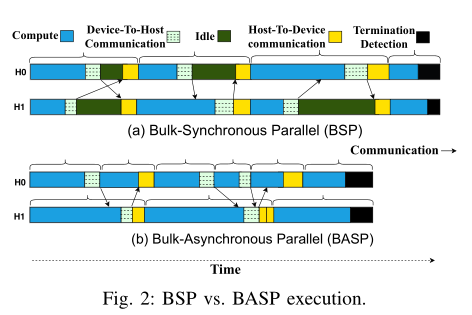 Compute Device-To-Host Communication Idle Host-To-Device communication Termination Detection
H0
H1
(a) Bulk-Synchronous Parallel (BSP)
Communication
H0
H1
(b) Bulk-Asynchronous Parallel (BASP)
Time
Fig. 2: BSP vs. BASP execution.